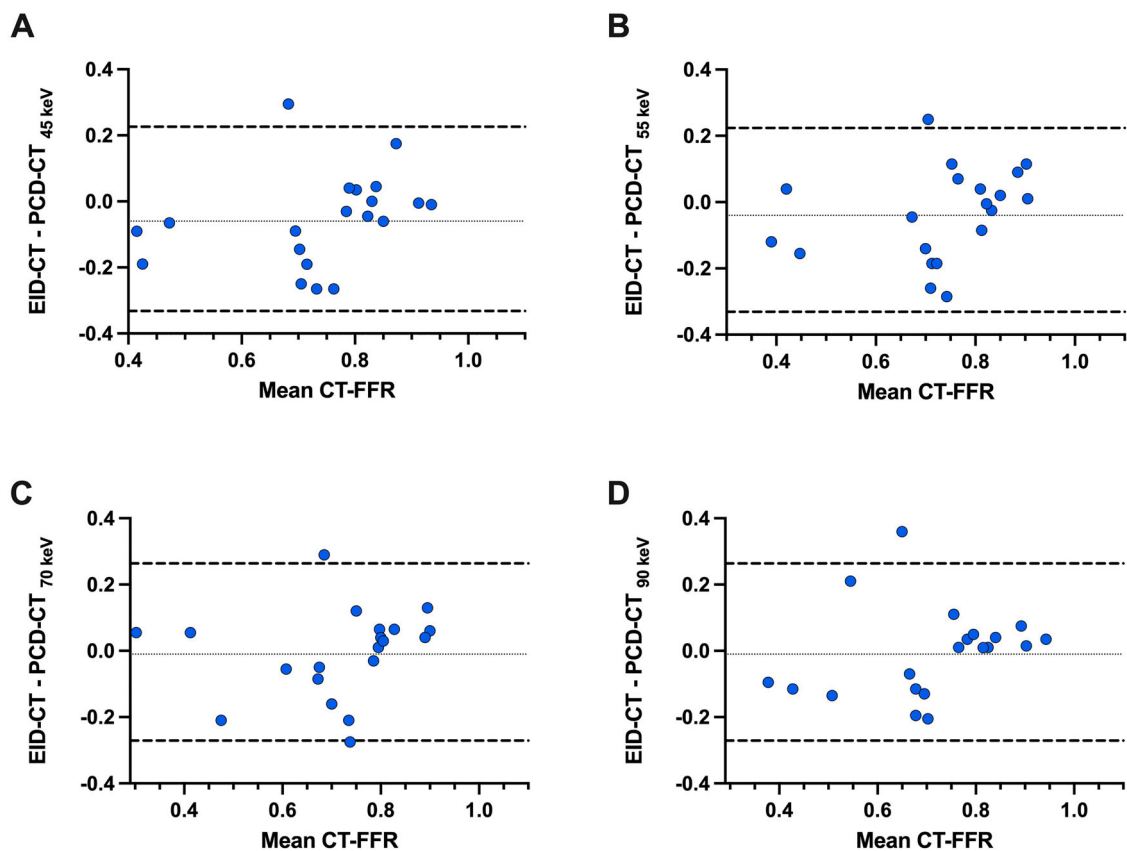 A
EID-CT - PCD-CT 45 keV
0.4
0.2
0.0
-0.2
-0.4
0.4 0.6 0.8 1.0
Mean CT-FFR
B
EID-CT - PCD-CT 55 keV
0.4
0.2
0.0
-0.2
-0.4
0.4 0.6 0.8 1.0
Mean CT-FFR
C
EID-CT - PCD-CT 70 keV
0.4
0.2
0.0
-0.2
-0.4
0.4 0.6 0.8 1.0
Mean CT-FFR
D
EID-CT - PCD-CT 90 keV
0.4
0.2
0.0
-0.2
-0.4
0.4 0.6 0.8 1.0
Mean CT-FFR